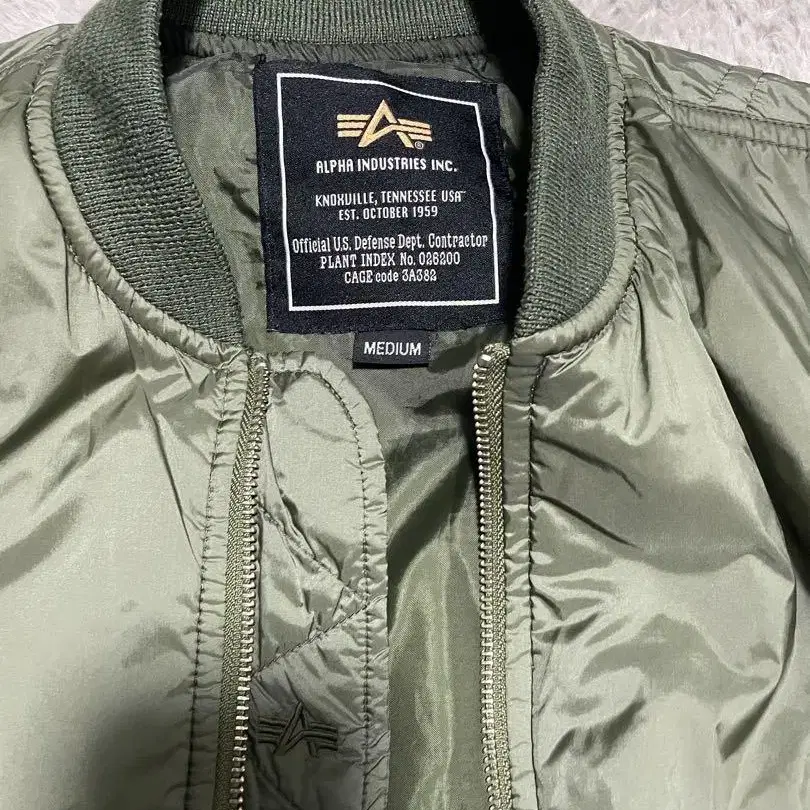 ALPHA INDUSTRIES INC.
KNOXVILLE, TENNESSEE USA
EST. OCTOBER 1959
Official U.S. Defense Dept. Contractor
PLANT INDEX No. 026200
CAGE code 3A382
MEDIUM